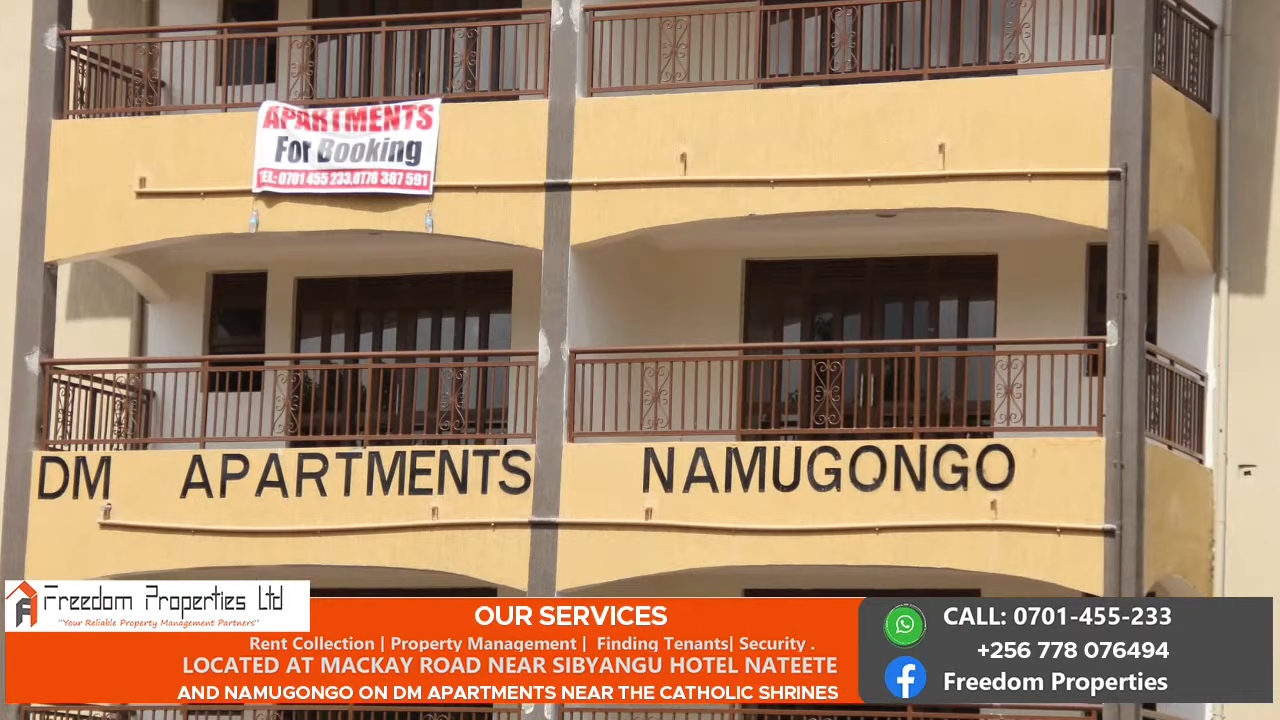 APARTMENTS
For Booking
TEL: 0701 455 233,0778 387 591
DM APARTMENTS NAMUGONGO
Freedom Properties Ltd
"Your Reliable Property Management Partners"
OUR SERVICES
Rent Collection | Property Management | Finding Tenants| Security .
LOCATED AT MACKAY ROAD NEAR SIBYANGU HOTEL NATEETE
AND NAMUGONGO ON DM APARTMENTS NEAR THE CATHOLIC SHRINES
CALL: 0701-455-233
+256 778 076494
Freedom Properties